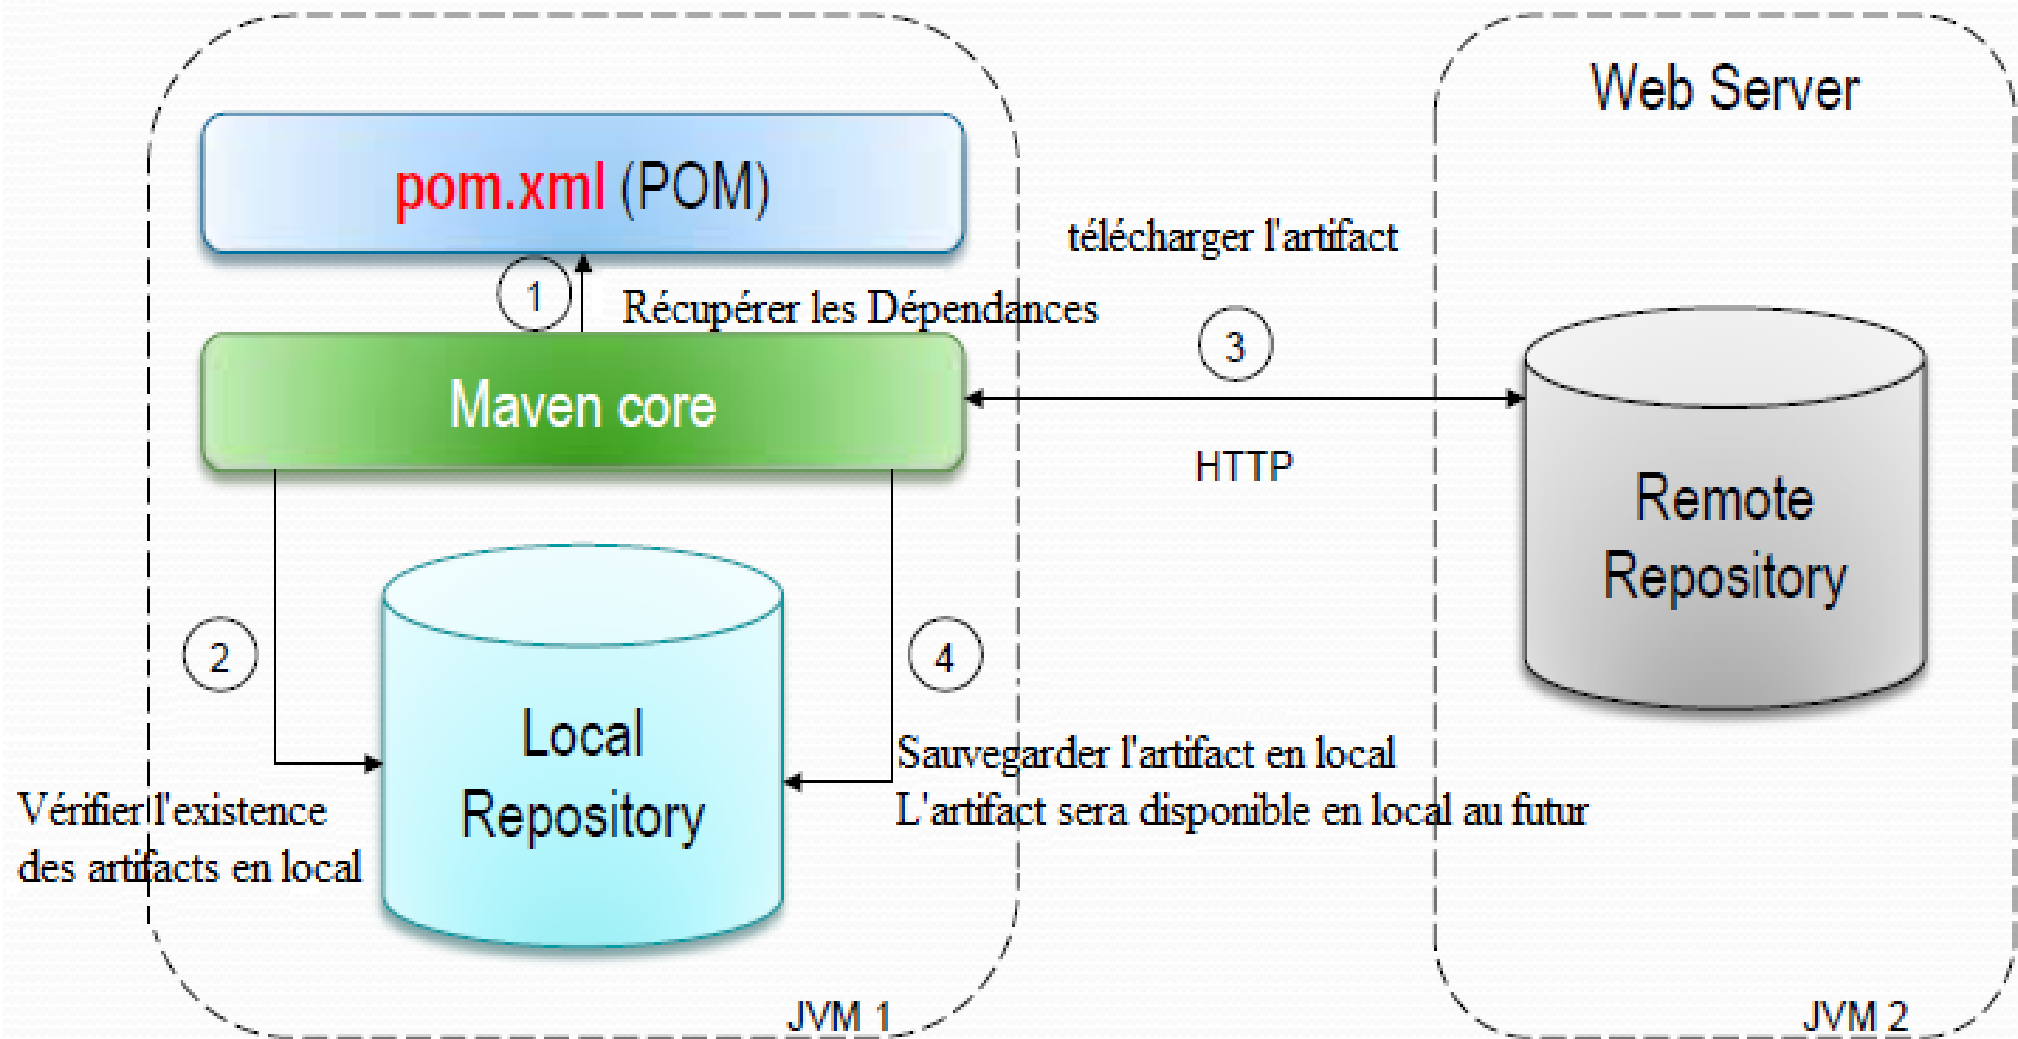 Web Server
pom.xml (POM)
télécharger l'artifact
1
Récupérer les Dépendances
3
Maven core
HTTP
Remote
Repository
2
4
Local
Repository
Sauvegarder l'artifact en local
L'artifact sera disponible en local au futur
Vérifier l'existence
des artifacts en local
JVM 1
JVM 2